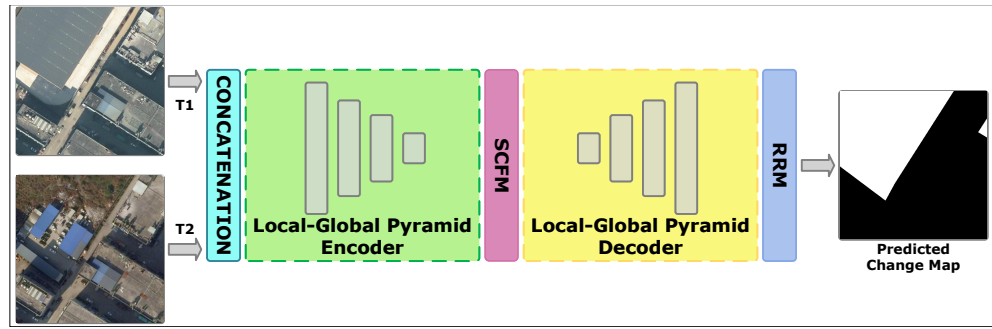 T1
T2
CONCATENATION
Local-Global Pyramid
Encoder
SCFM
Local-Global Pyramid
Decoder
RRM
Predicted
Change Map